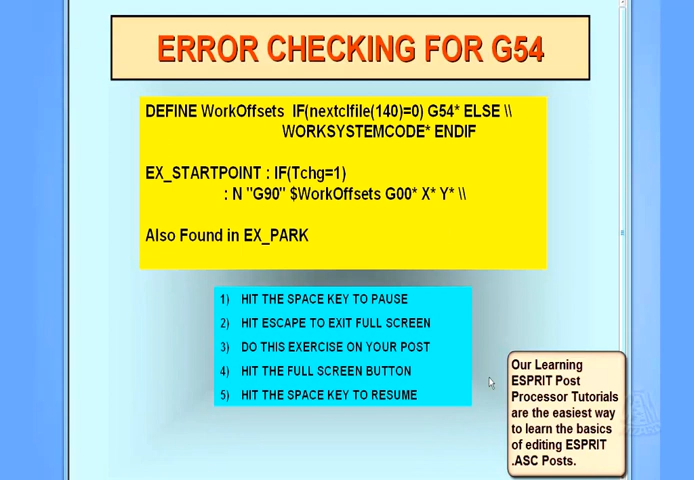 ERROR CHECKING FOR G54
DEFINE WorkOffsets IF(nextclfile(140)=0) G54* ELSE \\
WORKSYSTEMCODE* ENDIF
EX_STARTPOINT : IF(Tchg=1)
: N "G90" $WorkOffsets G00* X* Y* \\
Also Found in EX_PARK
1) HIT THE SPACE KEY TO PAUSE
2) HIT ESCAPE TO EXIT FULL SCREEN
3) DO THIS EXERCISE ON YOUR POST
4) HIT THE FULL SCREEN BUTTON
5) HIT THE SPACE KEY TO RESUME
Our Learning
ESPRIT Post
Processor Tutorials
are the easiest way
to learn the basics
of editing ESPRIT
.ASC Posts.